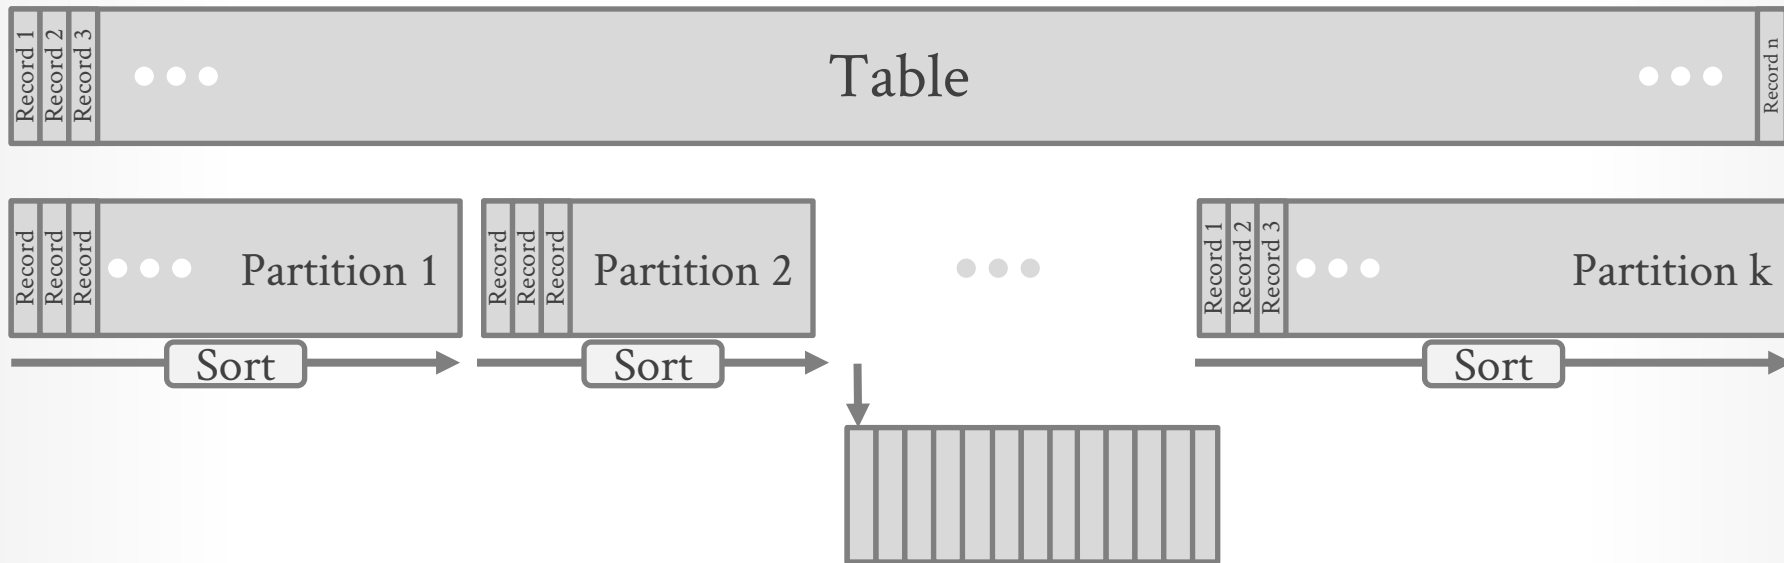 Record 1
Record 2
Record 3
Table
Record n
Record
Record
Record
Partition 1
Record
Record
Record
Partition 2
Record 1
Record 2
Record 3
Partition k
Sort
Sort
Sort